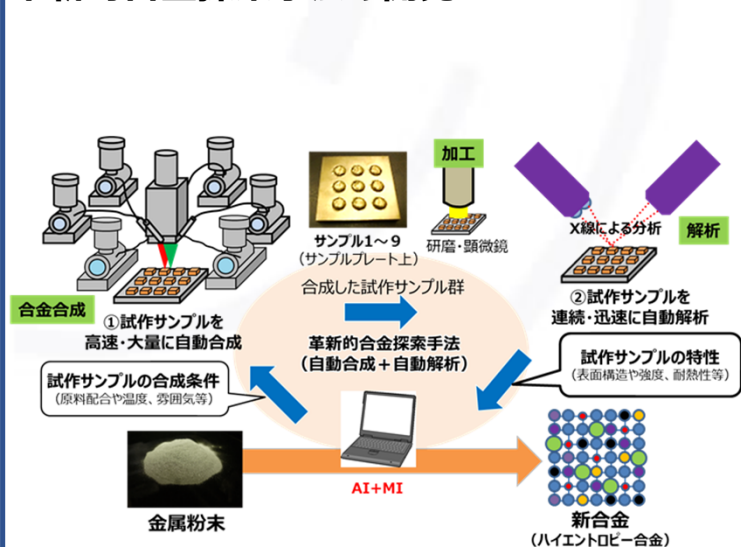 加工
サンプル1～9
(サンプルプレート上)
研磨・顕微鏡
X線による分析
解析
合金合成
①試作サンプルを
高速・大量に自動合成
合成した試作サンプル群
②試作サンプルを
連続・迅速に自動解析
革新的合金探索手法
(自動合成＋自動解析)
試作サンプルの合成条件
(原料配合や温度、雰囲気等)
試作サンプルの特性
(表面構造や強度、耐熱性等)
AI+MI
金属粉末
新合金
(ハイエントロピー合金)